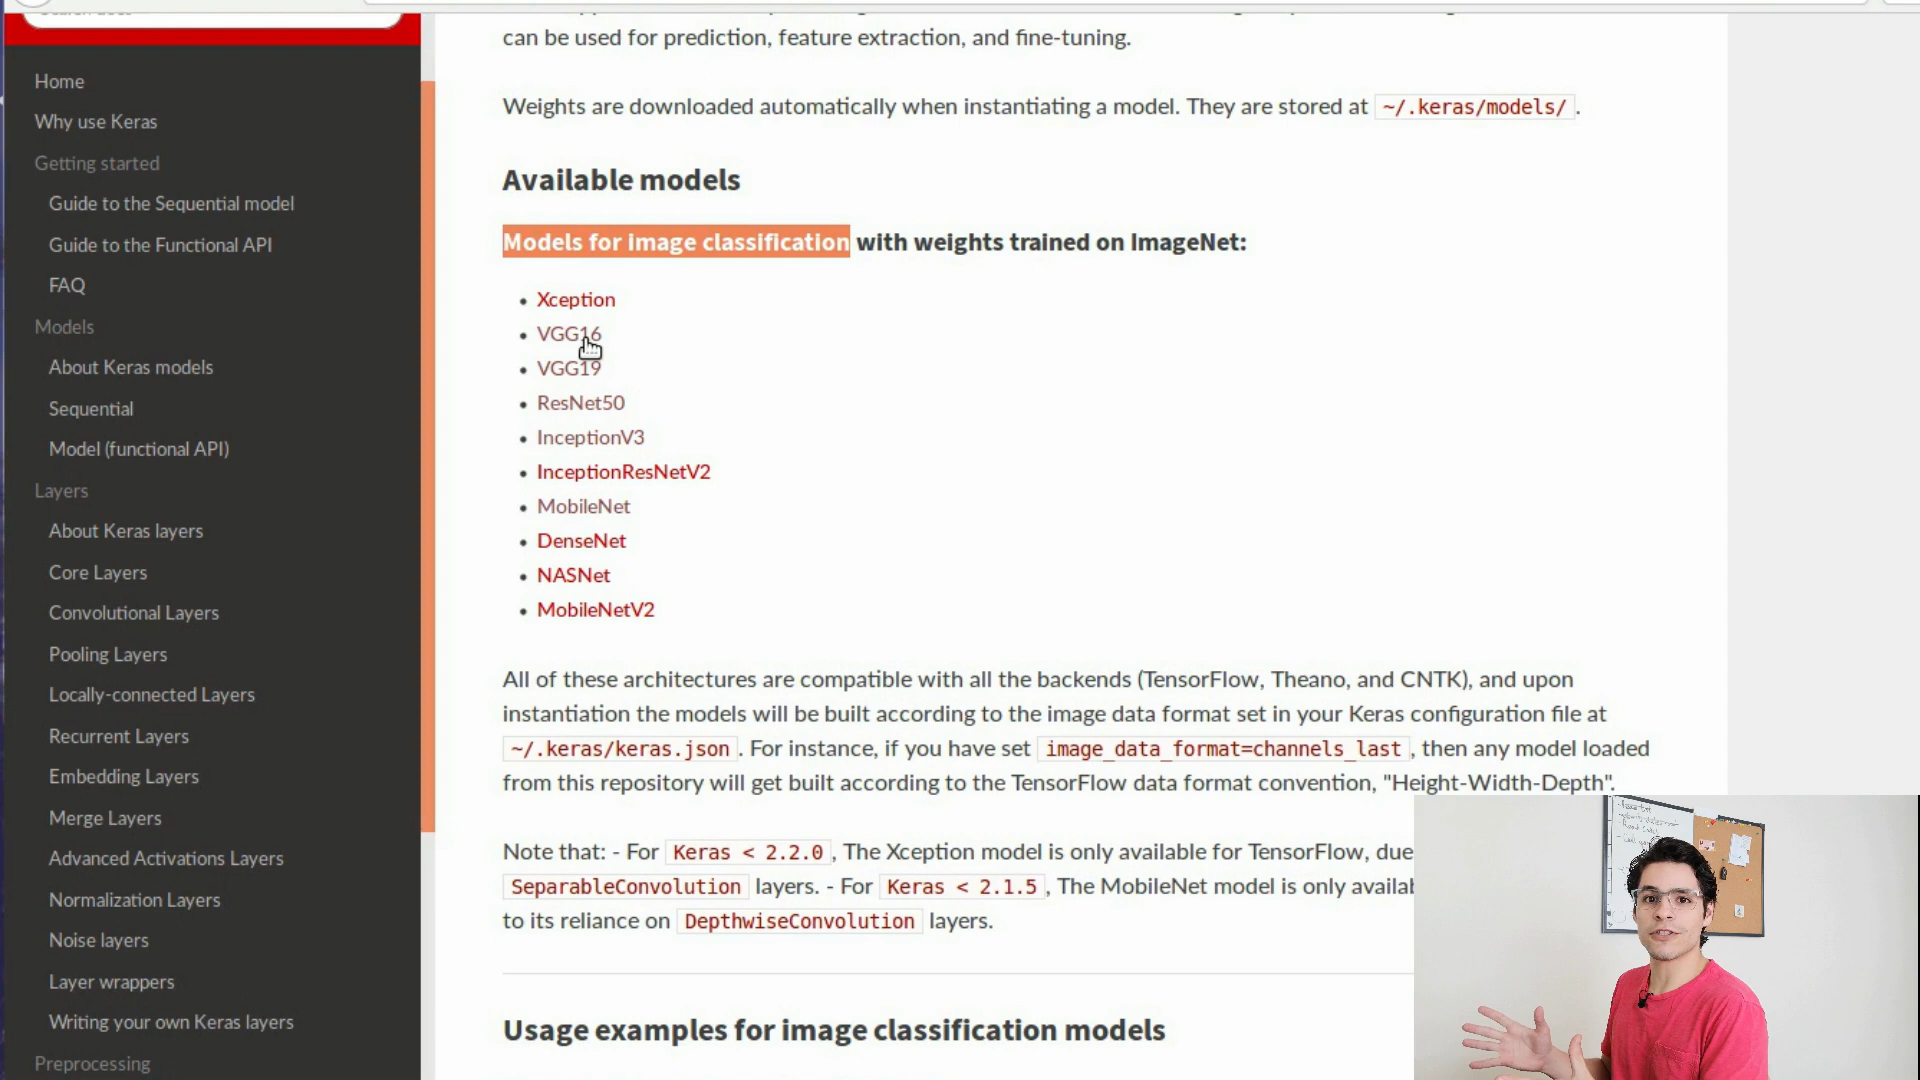 Home
Why use Keras
Getting started
Guide to the Sequential model
Guide to the Functional API
FAQ
Models
About Keras models
Sequential
Model (functional API)
Layers
About Keras layers
Core Layers
Convolutional Layers
Pooling Layers
Locally-connected Layers
Recurrent Layers
Embedding Layers
Merge Layers
Advanced Activations Layers
Normalization Layers
Noise layers
Layer wrappers
Writing your own Keras layers
Preprocessing
can be used for prediction, feature extraction, and fine-tuning.
Weights are downloaded automatically when instantiating a model. They are stored at ~/.keras/models/ .
Available models
Models for image classification with weights trained on ImageNet:
• Xception
• VGG16
• VGG19
• ResNet50
• InceptionV3
• InceptionResNetV2
• MobileNet
• DenseNet
• NASNet
• MobileNetV2
All of these architectures are compatible with all the backends (TensorFlow, Theano, and CNTK), and upon
instantiation the models will be built according to the image data format set in your Keras configuration file at
~/.keras/keras.json . For instance, if you have set image_data_format=channels_last , then any model loaded
from this repository will get built according to the TensorFlow data format convention, "Height-Width-Depth".
Note that: - For Keras < 2.2.0 , The Xception model is only available for TensorFlow, due
SeparableConvolution layers. - For Keras < 2.1.5 , The MobileNet model is only availab
to its reliance on DepthwiseConvolution layers.
Usage examples for image classification models